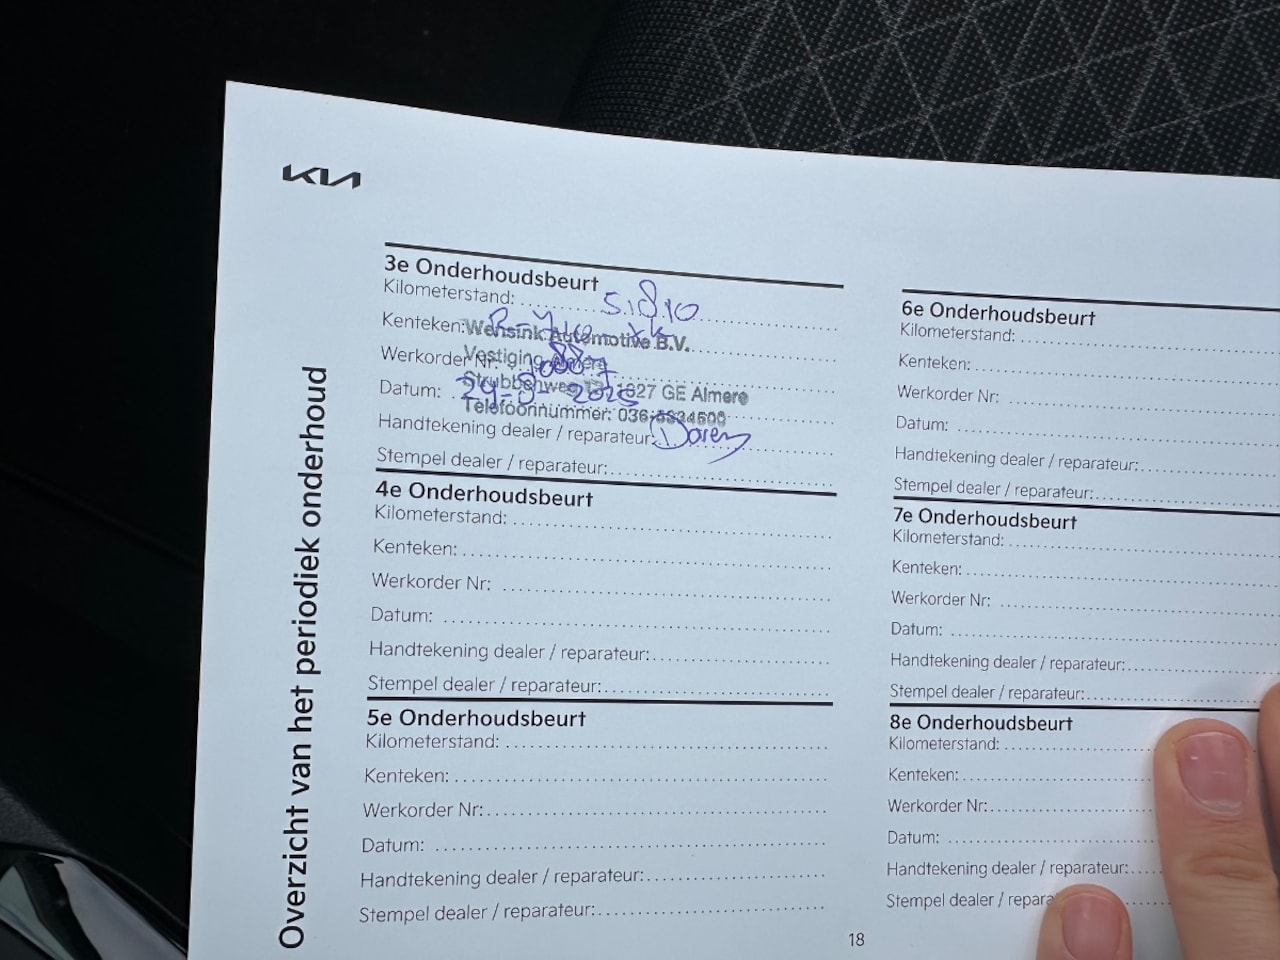 KIA
Overzicht van het periodiek onderhoud
3e Onderhoudsbeurt
Kilometerstand:
Kenteken:
Wensink Automotive B.V.
Werkorder Nr:
Vestiging Almere
Datum: 2025
GE Almere
Telefoonnummer: 036-
Handtekening dealer / reparateur:
Stempel dealer / reparateur:
4e Onderhoudsbeurt
Kilometerstand:
Kenteken:
Werkorder Nr:
Datum:
Handtekening dealer / reparateur:
Stempel dealer / reparateur:
5e Onderhoudsbeurt
Kilometerstand:
Kenteken:
Werkorder Nr:
Datum:
Handtekening dealer / reparateur:
Stempel dealer / reparateur:
6e Onderhoudsbeurt
Kilometerstand:
Kenteken:
Werkorder Nr:
Datum:
Handtekening dealer / reparateur:
Stempel dealer / reparateur:
7e Onderhoudsbeurt
Kilometerstand:
Kenteken:
Werkorder Nr:
Datum:
Handtekening dealer / reparateur:
Stempel dealer / reparateur:
8e Onderhoudsbeurt
Kilometerstand:
Kenteken:
Werkorder Nr:
Datum:
Handtekening dealer / reparateur:
Stempel dealer / repara
18